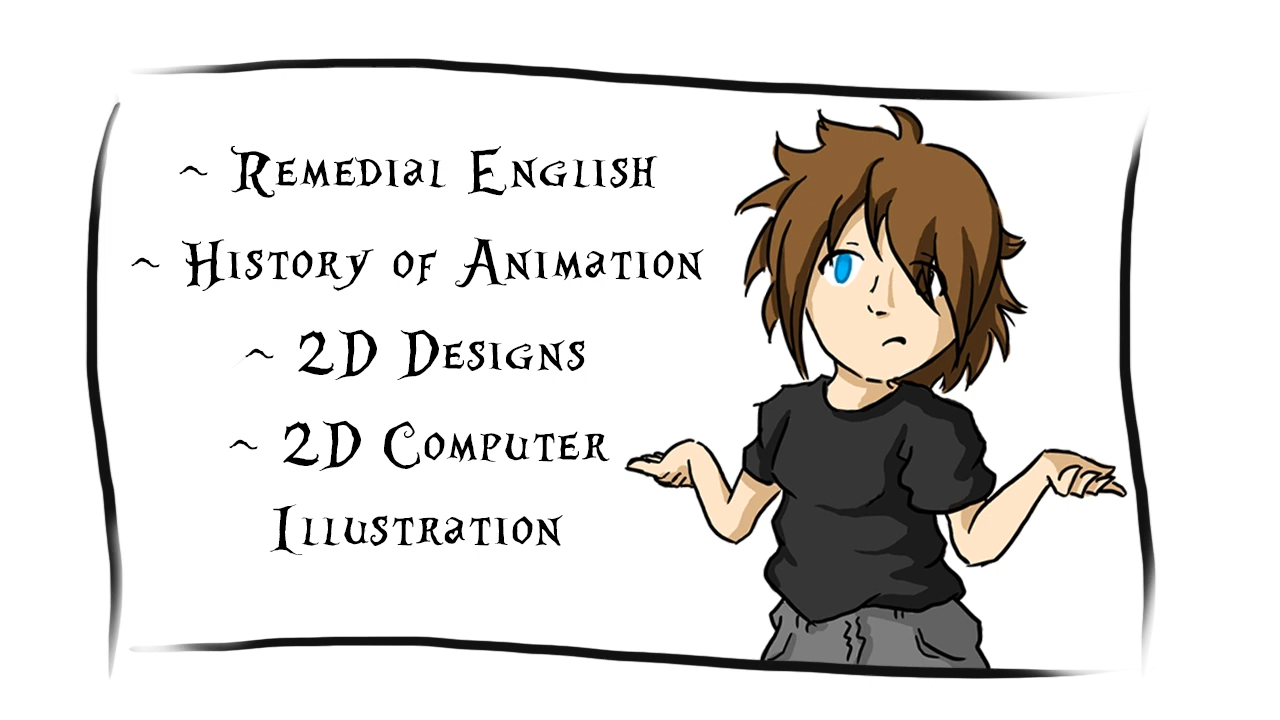 ~ Remedial English
~ History of Animation
~ 2D Designs
~ 2D Computer
Illustration